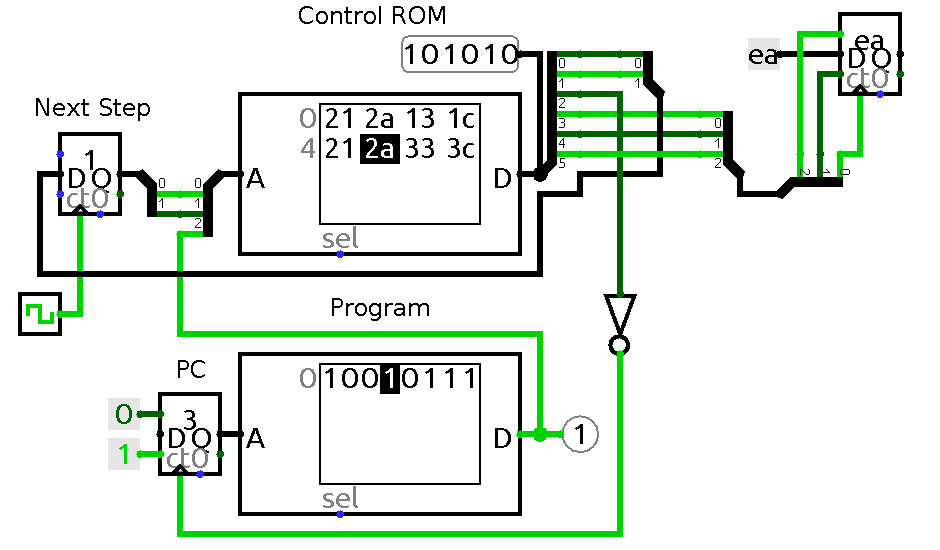 Control ROM
101010
Next Step
0 21 2a 13 1c
4 21 2a 33 3c
A
D
sel
1
D Q
ct0
0
1
0
1
2
0
1
2
3
4
5
0
1
0
1
2
ea
ea
D Q
ct0
2
1
0
Program
PC
0 10010111
A
D
sel
0
1
3
D Q
ct0
1